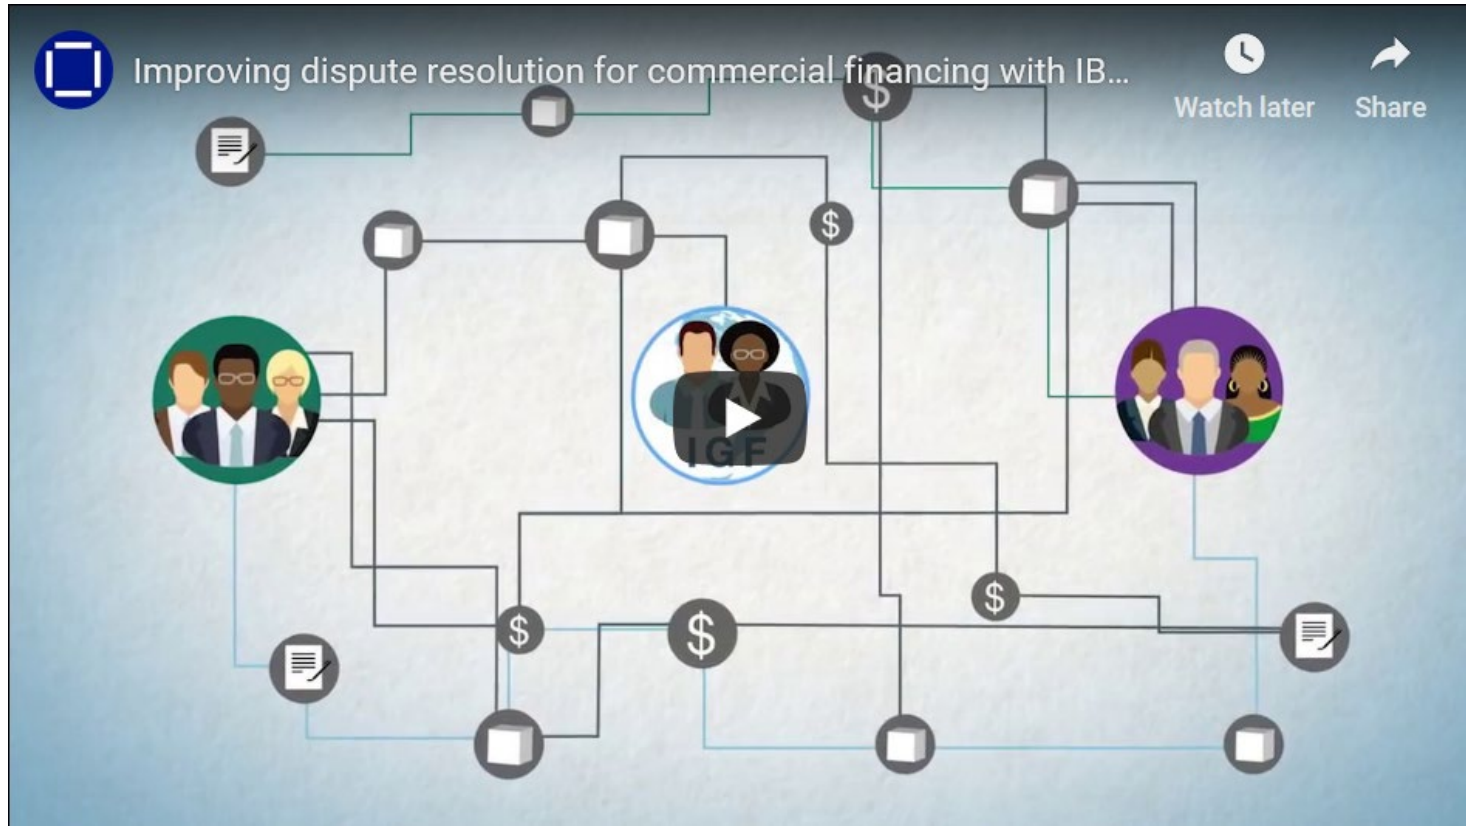 Improving dispute resolution for commercial financing with IB…
Watch later
Share
$
$
IGF
$
$
$